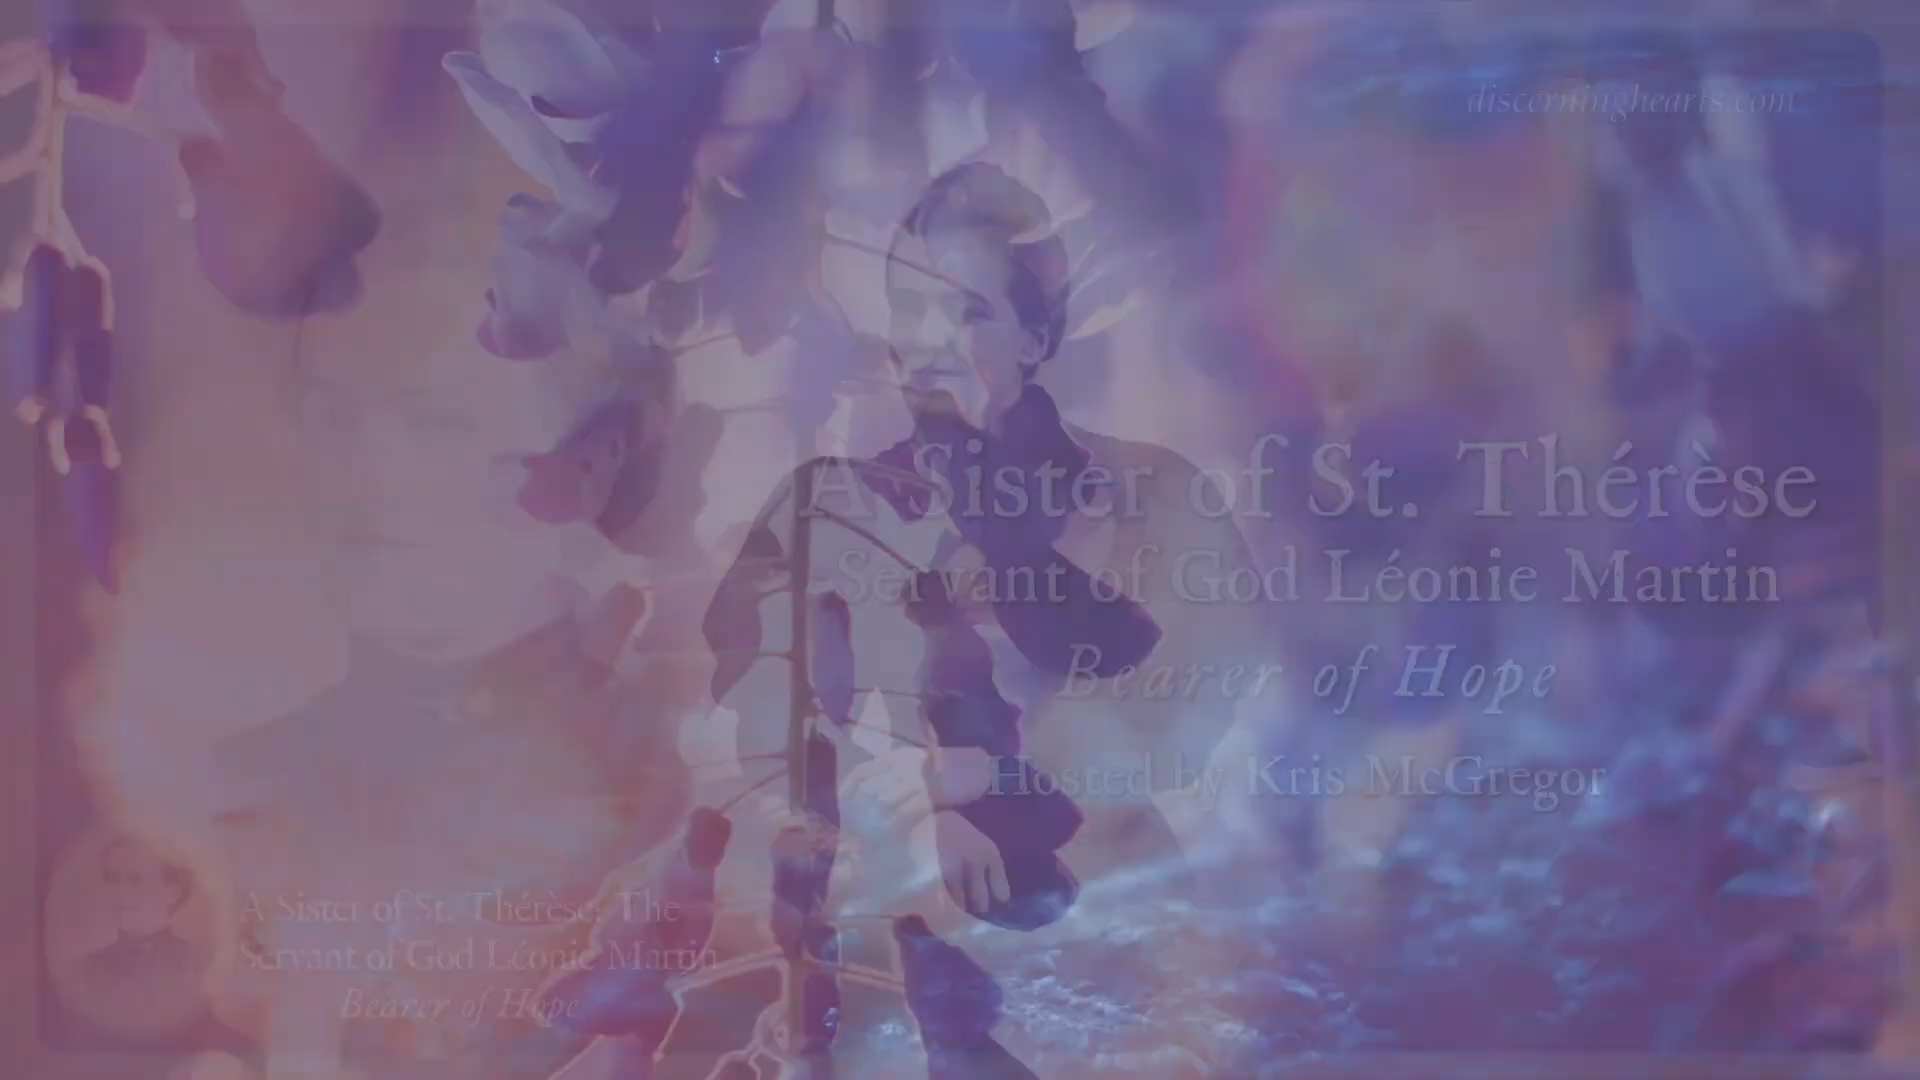 discerninghearts.com
A Sister of St. Thérèse
Servant of God Léonie Martin
Bearer of Hope
Hosted by Kris McGregor
A Sister of St. Thérèse: The
Servant of God Léonie Martin
Bearer of Hope